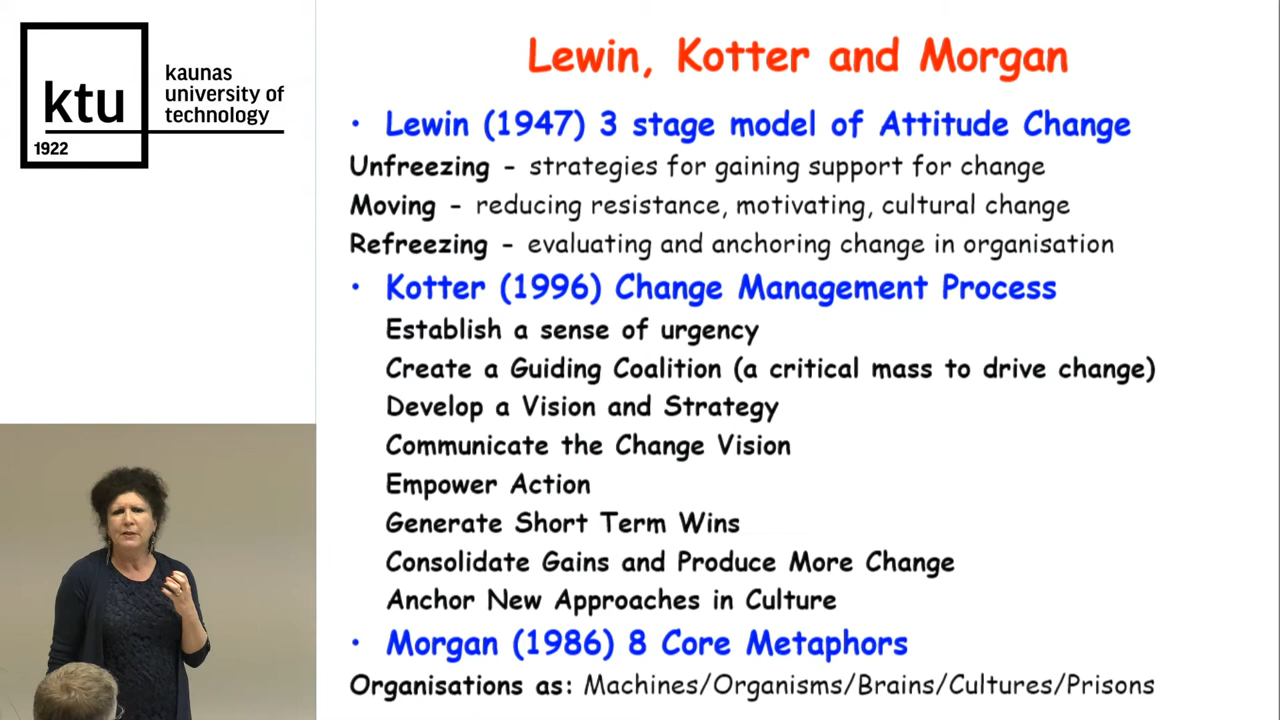 ktu
1922
kaunas
university of
technology
Lewin, Kotter and Morgan
• Lewin (1947) 3 stage model of Attitude Change
Unfreezing - strategies for gaining support for change
Moving - reducing resistance, motivating, cultural change
Refreezing - evaluating and anchoring change in organisation
• Kotter (1996) Change Management Process
Establish a sense of urgency
Create a Guiding Coalition (a critical mass to drive change)
Develop a Vision and Strategy
Communicate the Change Vision
Empower Action
Generate Short Term Wins
Consolidate Gains and Produce More Change
Anchor New Approaches in Culture
• Morgan (1986) 8 Core Metaphors
Organisations as: Machines/Organisms/Brains/Cultures/Prisons